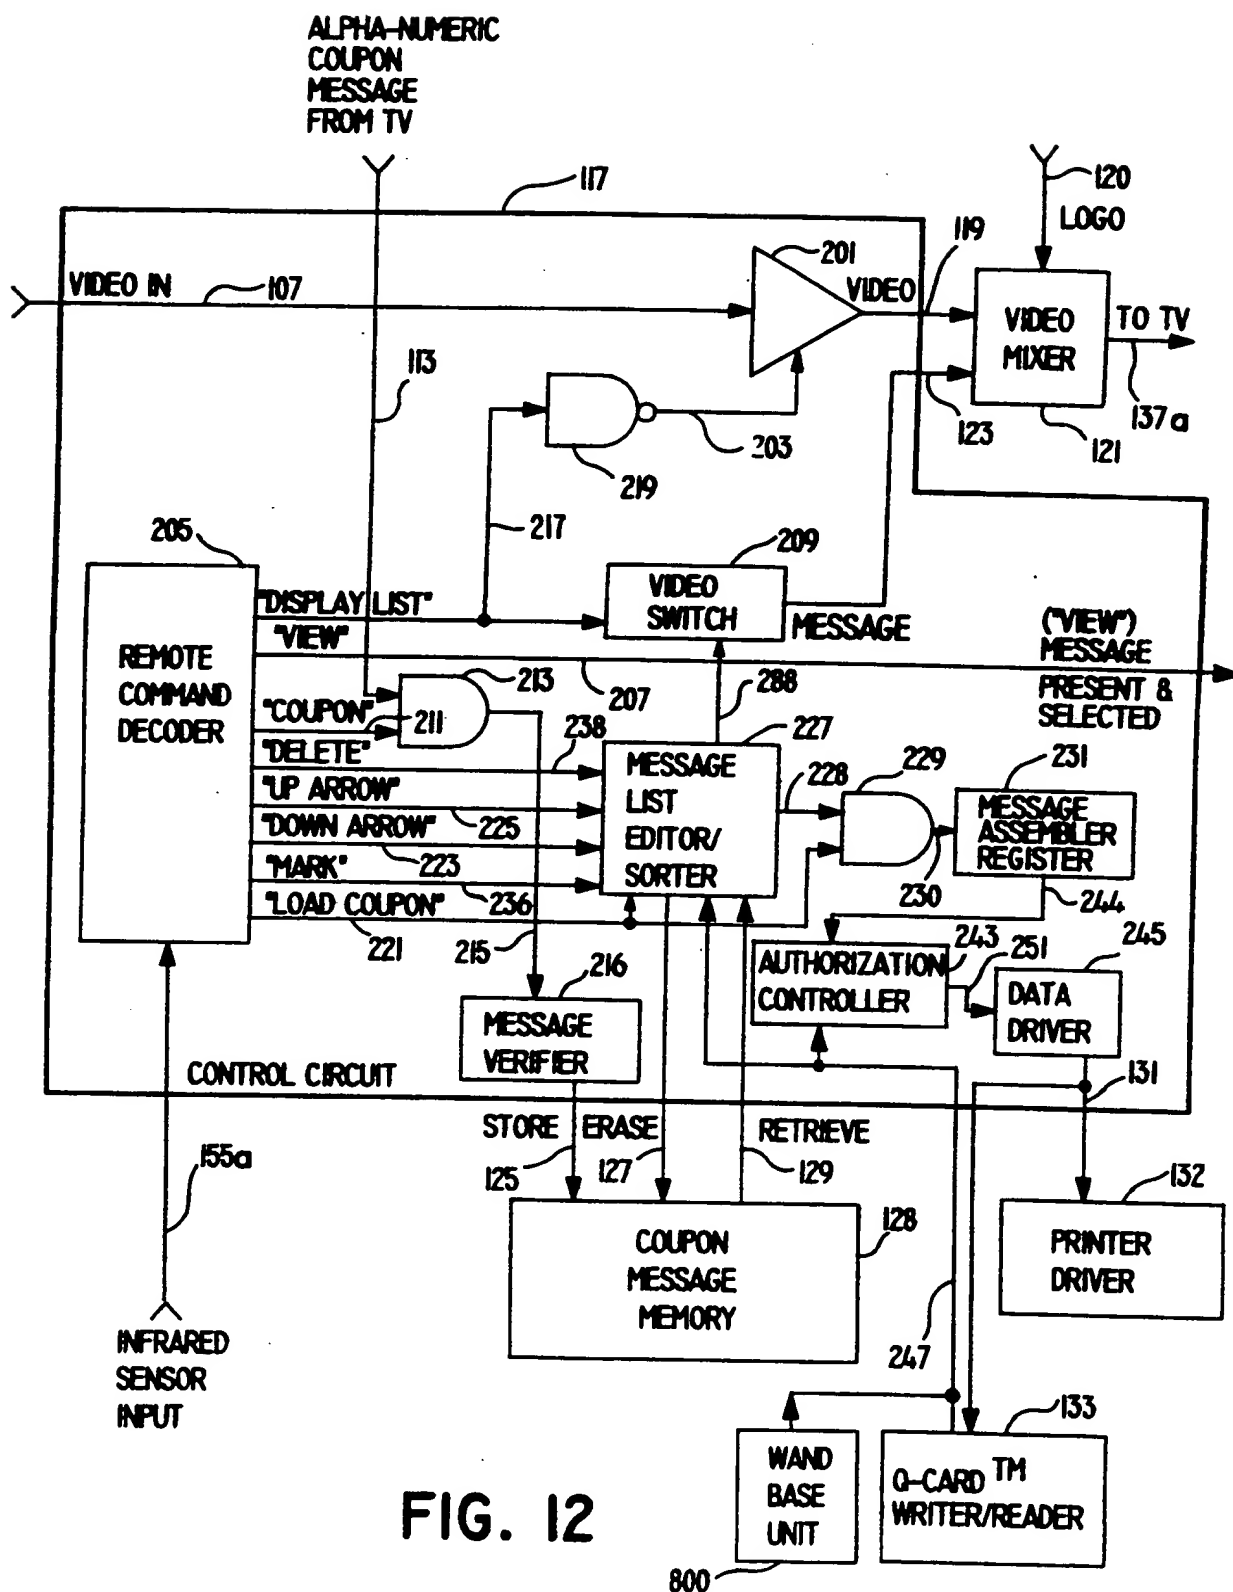 ALPHA-NUMERIC
COUPON
MESSAGE
FROM TV
117
120
LOGO
VIDEO IN
107
201
VIDEO
119
VIDEO
MIXER
TO TV
137a
121
123
113
219
203
217
205
209
VIDEO
SWITCH
MESSAGE
REMOTE
COMMAND
DECODER
"DISPLAY LIST"
"VIEW"
207
("VIEW")
MESSAGE
PRESENT &
SELECTED
213
"COUPON"
211
"DELETE"
238
"UP ARROW"
225
"DOWN ARROW"
223
"MARK"
236
"LOAD COUPON"
221
215
288
227
MESSAGE
LIST
EDITOR/
SORTER
228
229
230
231
MESSAGE
ASSEMBLER
REGISTER
244
243
AUTHORIZATION
CONTROLLER
251
245
DATA
DRIVER
216
MESSAGE
VERIFIER
CONTROL CIRCUIT
131
STORE
ERASE
RETRIEVE
125
127
129
155a
COUPON
MESSAGE
MEMORY
128
132
PRINTER
DRIVER
247
INFRARED
SENSOR
INPUT
WAND
BASE
UNIT
800
133
Q-CARD TM
WRITER/READER
FIG. 12